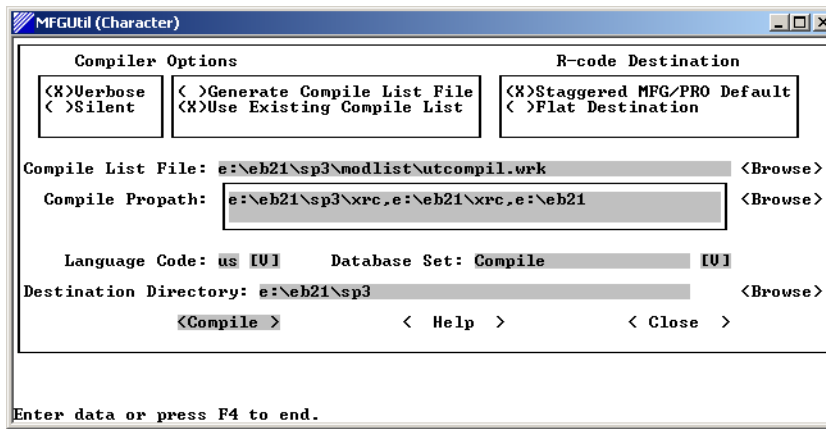 MFGUtil (Character)
Compiler Options R-code Destination
(X)Verbose ( )Generate Compile List File (X)Staggered MFG/PRO Default
( )Silent (X)Use Existing Compile List ( )Flat Destination
Compile List File: e:\eb21\sp3\modlist\utcompil.wrk <Browse>
Compile Propath: e:\eb21\sp3\xrc,e:\eb21\xrc,e:\eb21 <Browse>
Language Code: us [V] Database Set: Compile [V]
Destination Directory: e:\eb21\sp3 <Browse>
<Compile > < Help > < Close >
Enter data or press F4 to end.